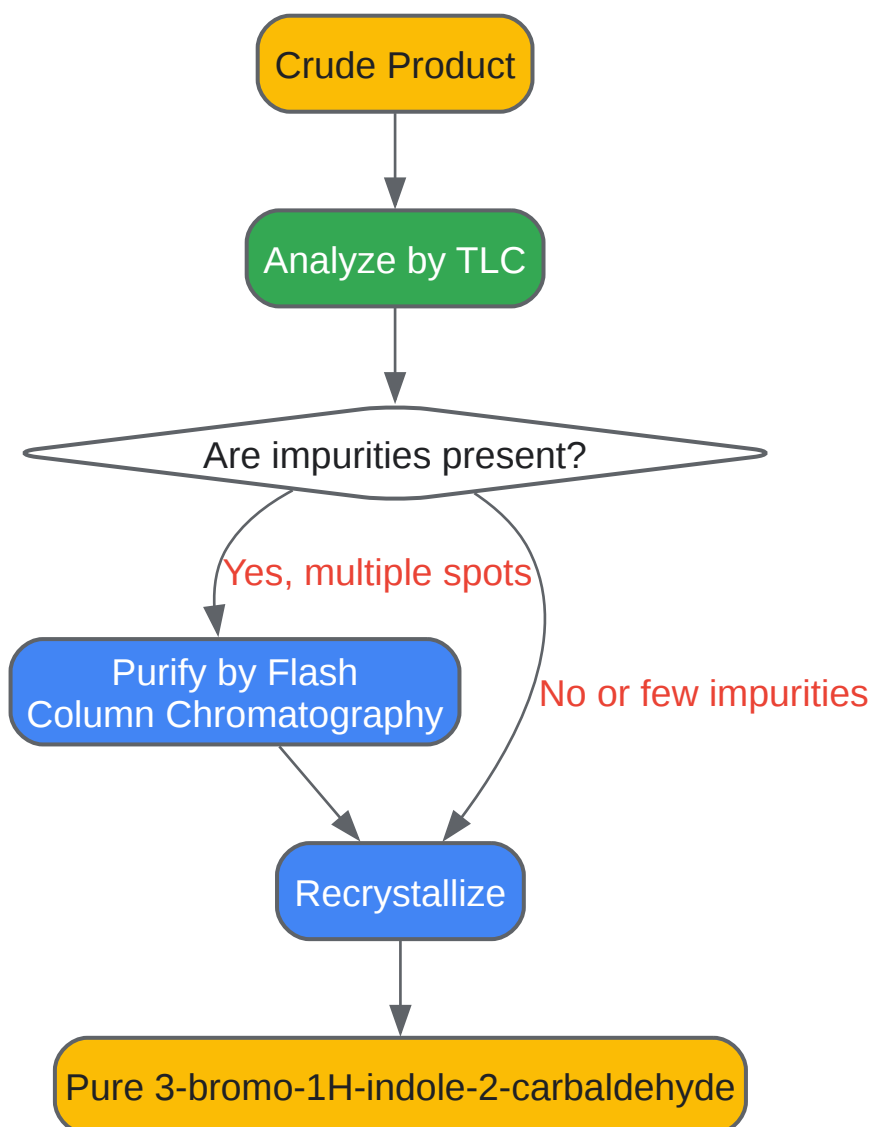 Crude Product
Analyze by TLC
Are impurities present?
Yes, multiple spots
Purify by Flash
Column Chromatography
No or few impurities
Recrystallize
Pure 3-bromo-1H-indole-2-carbaldehyde